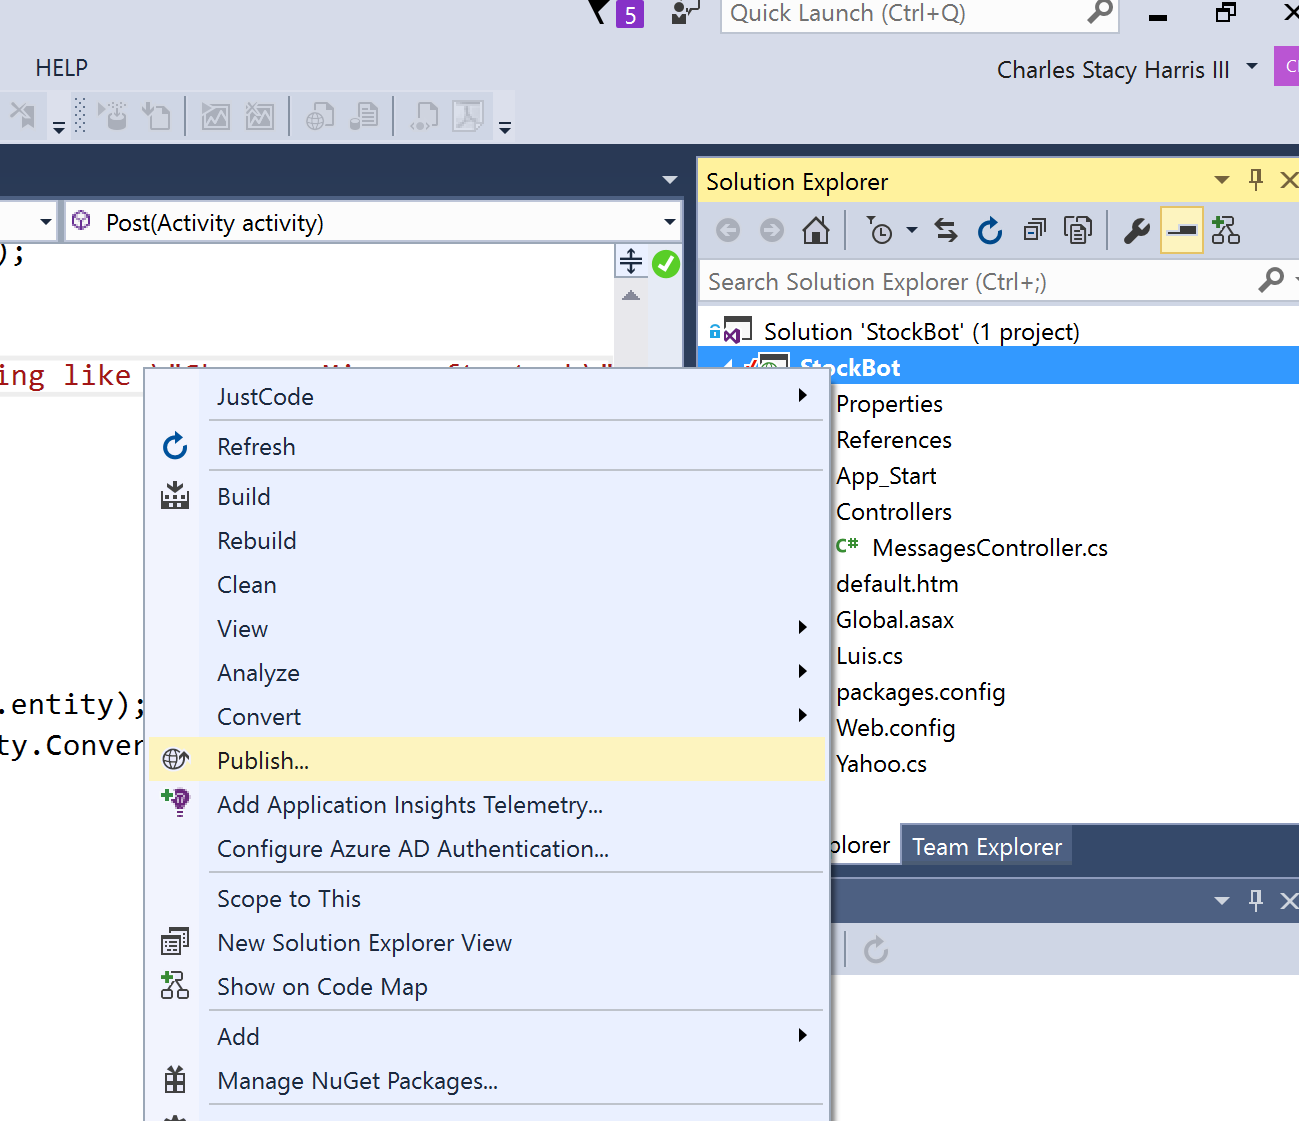 5
Quick Launch (Ctrl+Q)
HELP
Charles Stacy Harris III
Post(Activity activity)
);
ing like \"
.entity);
ty.Conver
JustCode
Refresh
Build
Rebuild
Clean
View
Analyze
Convert
Publish...
Add Application Insights Telemetry...
Configure Azure AD Authentication...
Scope to This
New Solution Explorer View
Show on Code Map
Add
Manage NuGet Packages...
Solution Explorer
Search Solution Explorer (Ctrl+;)
Solution 'StockBot' (1 project)
StockBot
Properties
References
App_Start
Controllers
C# MessagesController.cs
default.htm
Global.asax
Luis.cs
packages.config
Web.config
Yahoo.cs
plorer
Team Explorer